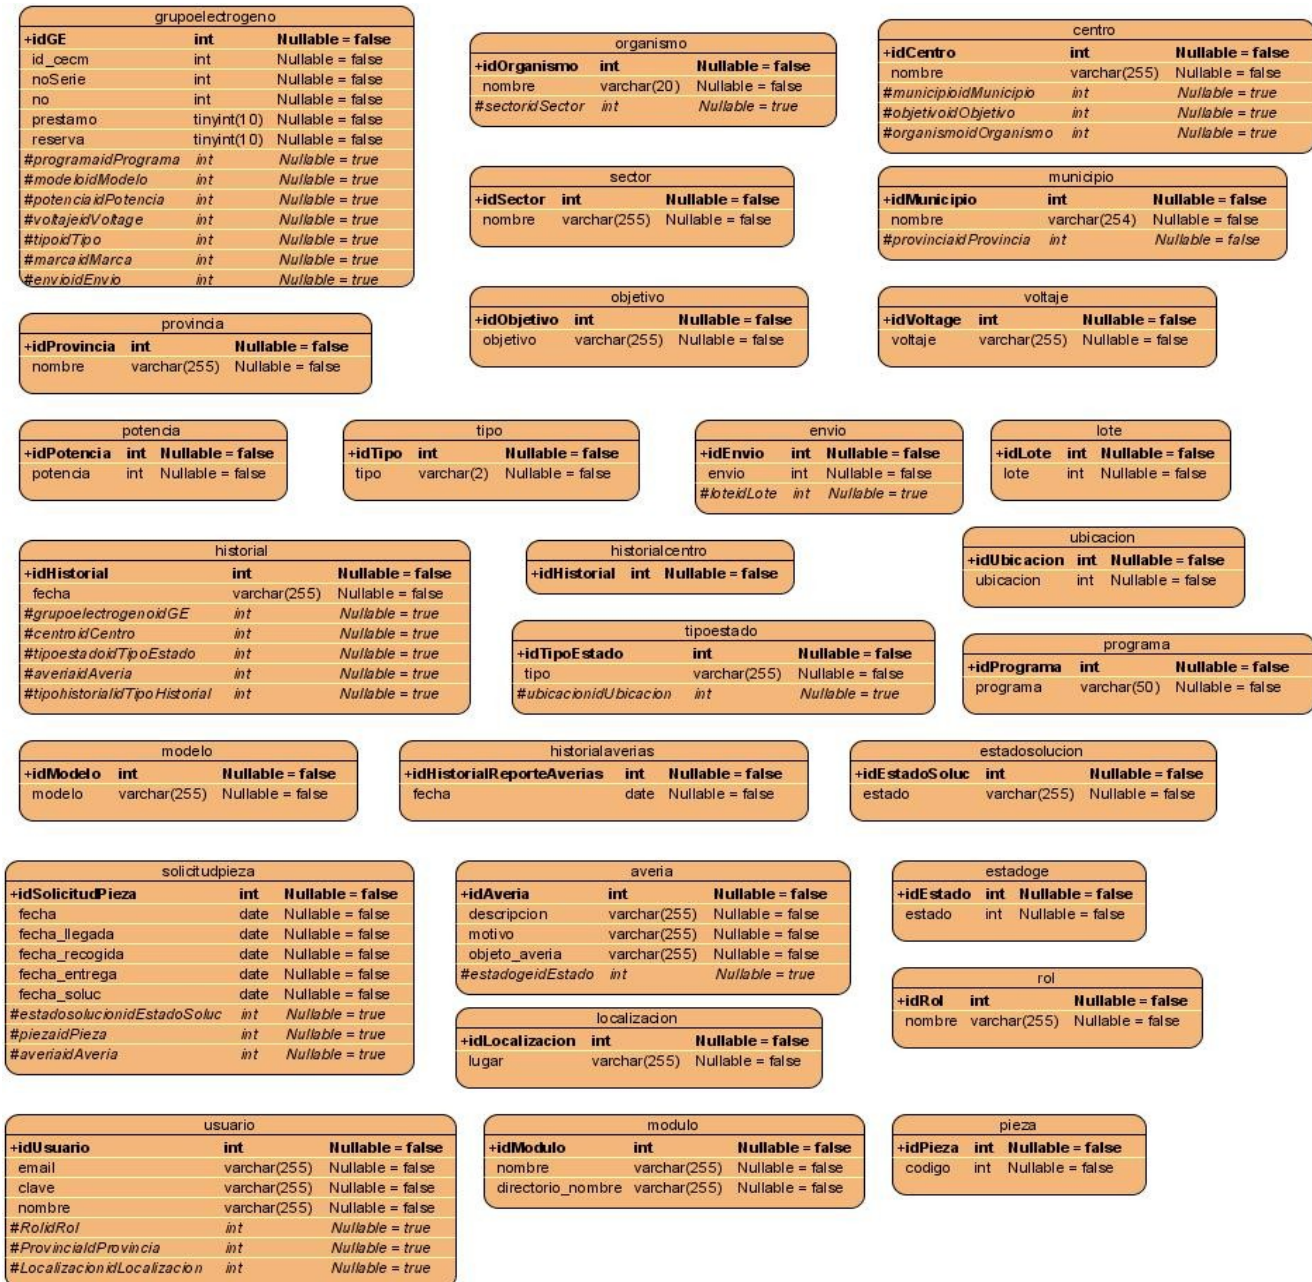 grupoelectrogeno
+idGE int Nullable = false
id_cecm int Nullable = false
noSerie int Nullable = false
no int Nullable = false
prestamo tinyint(10) Nullable = false
reserva tinyint(10) Nullable = false
#programaidPrograma int Nullable = true
#modeloidModelo int Nullable = true
#potenciaidPotencia int Nullable = true
#voltajeidVoltage int Nullable = true
#tipoidTipo int Nullable = true
#marcaidMarca int Nullable = true
#envioidEnvio int Nullable = true
organismo
+idOrganismo int Nullable = false
nombre varchar(20) Nullable = false
#sectoridSector int Nullable = true
centro
+idCentro int Nullable = false
nombre varchar(255) Nullable = false
#municipioidMunicipio int Nullable = true
#objetivoidObjetivo int Nullable = true
#organismoidOrganismo int Nullable = true
sector
+idSector int Nullable = false
nombre varchar(255) Nullable = false
municipio
+idMunicipio int Nullable = false
nombre varchar(254) Nullable = false
#provinciaidProvincia int Nullable = false
provincia
+idProvincia int Nullable = false
nombre varchar(255) Nullable = false
objetivo
+idObjetivo int Nullable = false
objetivo varchar(255) Nullable = false
voltaje
+idVoltage int Nullable = false
voltaje varchar(255) Nullable = false
potencia
+idPotencia int Nullable = false
potencia int Nullable = false
tipo
+idTipo int Nullable = false
tipo varchar(2) Nullable = false
envio
+idEnvio int Nullable = false
envio int Nullable = false
#loteidLote int Nullable = true
lote
+idLote int Nullable = false
lote int Nullable = false
historial
+idHistorial int Nullable = false
fecha varchar(255) Nullable = false
#grupoelectrogenoidGE int Nullable = true
#centroidCentro int Nullable = true
#tipoestadoidTipoEstado int Nullable = true
#averiaidAveria int Nullable = true
#tipohistorialidTipoHistorial int Nullable = true
historialcentro
+idHistorial int Nullable = false
ubicacion
+idUbicacion int Nullable = false
ubicacion int Nullable = false
tipoestado
+idTipoEstado int Nullable = false
tipo varchar(255) Nullable = false
#ubicacionidUbicacion int Nullable = true
programa
+idPrograma int Nullable = false
programa varchar(50) Nullable = false
modelo
+idModelo int Nullable = false
modelo varchar(255) Nullable = false
historialaverias
+idHistorialReporteAverias int Nullable = false
fecha date Nullable = false
estadosolucion
+idEstadoSoluc int Nullable = false
estado varchar(255) Nullable = false
solicitudpieza
+idSolicitudPieza int Nullable = false
fecha date Nullable = false
fecha_llegada date Nullable = false
fecha_recogida date Nullable = false
fecha_entrega date Nullable = false
fecha_soluc date Nullable = false
#estadosolucionidEstadoSoluc int Nullable = true
#piezaidPieza int Nullable = true
#averiaidAveria int Nullable = true
averia
+idAveria int Nullable = false
descripcion varchar(255) Nullable = false
motivo varchar(255) Nullable = false
objeto_averia varchar(255) Nullable = false
#estadogeidEstado int Nullable = true
estadoge
+idEstado int Nullable = false
estado int Nullable = false
rol
+idRol int Nullable = false
nombre varchar(255) Nullable = false
localizacion
+idLocalizacion int Nullable = false
lugar varchar(255) Nullable = false
usuario
+idUsuario int Nullable = false
email varchar(255) Nullable = false
clave varchar(255) Nullable = false
nombre varchar(255) Nullable = false
#RolidRol int Nullable = true
#ProvinciaIdProvincia int Nullable = true
#LocalizacionidLocalizacion int Nullable = true
modulo
+idModulo int Nullable = false
nombre varchar(255) Nullable = false
directorio_nombre varchar(255) Nullable = false
pieza
+idPieza int Nullable = false
codigo int Nullable = false